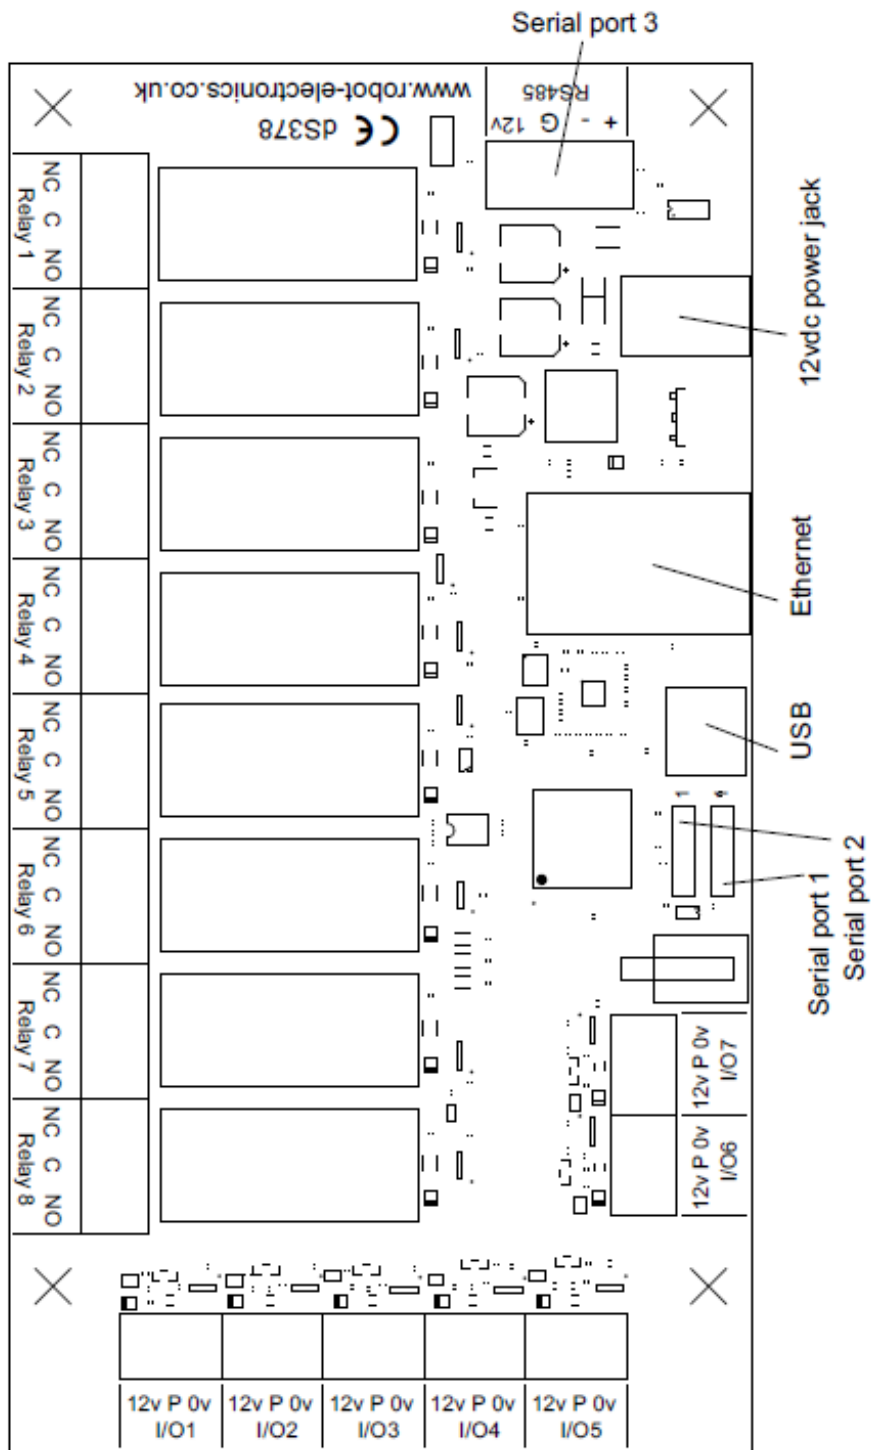 Serial port 3
www.robot-electronics.co.uk
RS485
CE dS378
+ - G 12v
NC C NO
Relay 1
NC C NO
Relay 2
NC C NO
Relay 3
NC C NO
Relay 4
NC C NO
Relay 5
NC C NO
Relay 6
NC C NO
Relay 7
NC C NO
Relay 8
12vdc power jack
Ethernet
USB
1
Serial port 1
Serial port 2
12v P 0v
I/O7
12v P 0v
I/O6
12v P 0v
I/O1
12v P 0v
I/O2
12v P 0v
I/O3
12v P 0v
I/O4
12v P 0v
I/O5